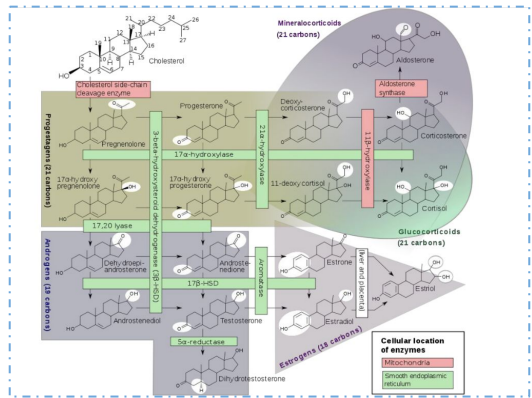 Mineralocorticoids
(21 carbons)
Cholesterol
Cholesterol side-chain
cleavage enzyme
Aldosterone
Aldosterone
synthase
Progestagens (21 carbons)
Pregnenolone
Progesterone
Deoxy-
corticosterone
Corticosterone
3-beta-hydroxysteroid dehydrogenase (3β-HSD)
21α-hydroxylase
11β-hydroxylase
17α-hydroxylase
17α-hydroxy
pregnenolone
17α-hydroxy
progesterone
11-deoxycortisol
Cortisol
Glucocorticoids
(21 carbons)
17,20 lyase
Androgens (19 carbons)
Dehydroepi-
androsterone
Androste-
nedione
Aromatase
Estrone
Liver and placenta
Estriol
17β-HSD
Androstenediol
Testosterone
Estradiol
5α-reductase
Dihydrotestosterone
Estrogens (18 carbons)
Cellular location
of enzymes
Mitochondria
Smooth endoplasmic
reticulum